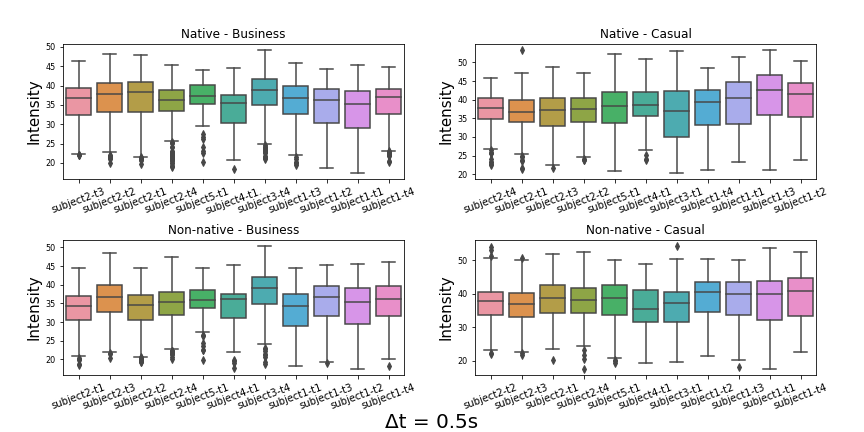 Native - Business
Native - Casual
Intensity
50
45
40
35
30
25
20
subject2-t3
subject2-t2
subject2-t1
subject2-t4
subject5-t1
subject4-t1.
subject3-t4
subject1-t3
subject1-t2
subject1-t1
subject1-t4
Intensity
50
45
40
35
30
25
20
subject2-t4
subject2-t1
subject2-t3
subject2-t2
subject5-t1
subject4-t1
subject3-t1
subject1-t4
subject1-t1
subject1-t3
subject1-t2
Non-native - Business
Non-native - Casual
Intensity
50
45
40
35
30
25
20
subject2-t1
subject2-t3
subject2-t2
subject2-t4
subject5-t1
subject4-t1
subject3-t4
subject1-t1
subject1-t3
subject1-t2
subject1-t4
Intensity
50
40
30
20
subject2-t2
subject2-t3
subject2-t1
subject2-t4
subject5-t1
subject4-t1
subject3-t1
subject1-t2
subject1-t3
subject1-t1
subject1-t4
Δt = 0.5s